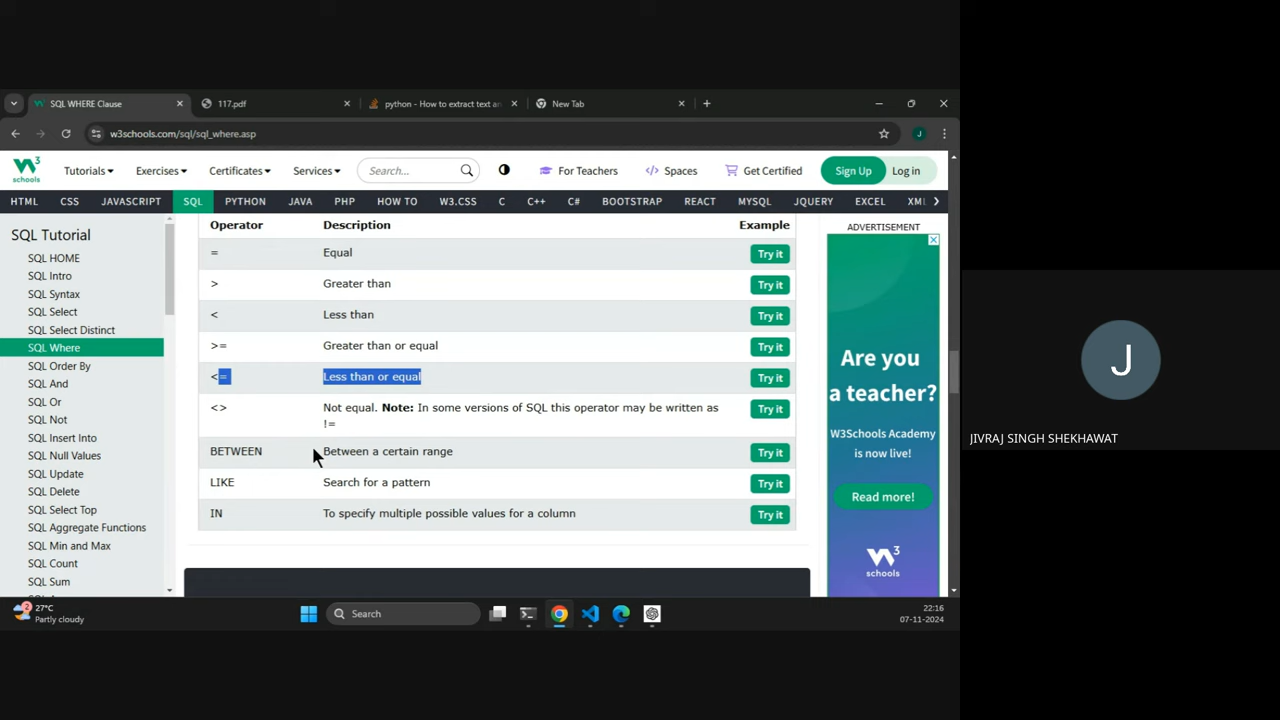 SQL WHERE Clause
117.pdf
python - How to extract text an
New Tab
w3schools.com/sql/sql_where.asp
J
W3 schools
Tutorials
Exercises
Certificates
Services
Search...
For Teachers
Spaces
Get Certified
Sign Up
Log in
HTML CSS JAVASCRIPT SQL PYTHON JAVA PHP HOW TO W3.CSS C C++ C# BOOTSTRAP REACT MYSQL JQUERY EXCEL XML
SQL Tutorial
SQL HOME
SQL Intro
SQL Syntax
SQL Select
SQL Select Distinct
SQL Where
SQL Order By
SQL And
SQL Or
SQL Not
SQL Insert Into
SQL Null Values
SQL Update
SQL Delete
SQL Select Top
SQL Aggregate Functions
SQL Min and Max
SQL Count
SQL Sum
Operator Description Example
= Equal Try it
> Greater than Try it
< Less than Try it
>= Greater than or equal Try it
<= Less than or equal Try it
<> Not equal. Note: In some versions of SQL this operator may be written as Try it
!=
BETWEEN Between a certain range Try it
LIKE Search for a pattern Try it
IN To specify multiple possible values for a column Try it
ADVERTISEMENT
Are you
a teacher?
W3Schools Academy
is now live!
Read more!
W3
schools
J
JIVRAJ SINGH SHEKHAWAT
2
27°C
Partly cloudy
Search
22:16
07-11-2024